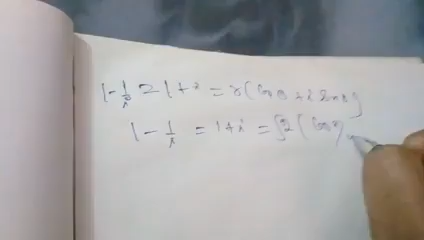 1 - 1/i = 1 + i = r(cos θ + i sin θ)
1 - 1/i = 1 + i = √2 (cos